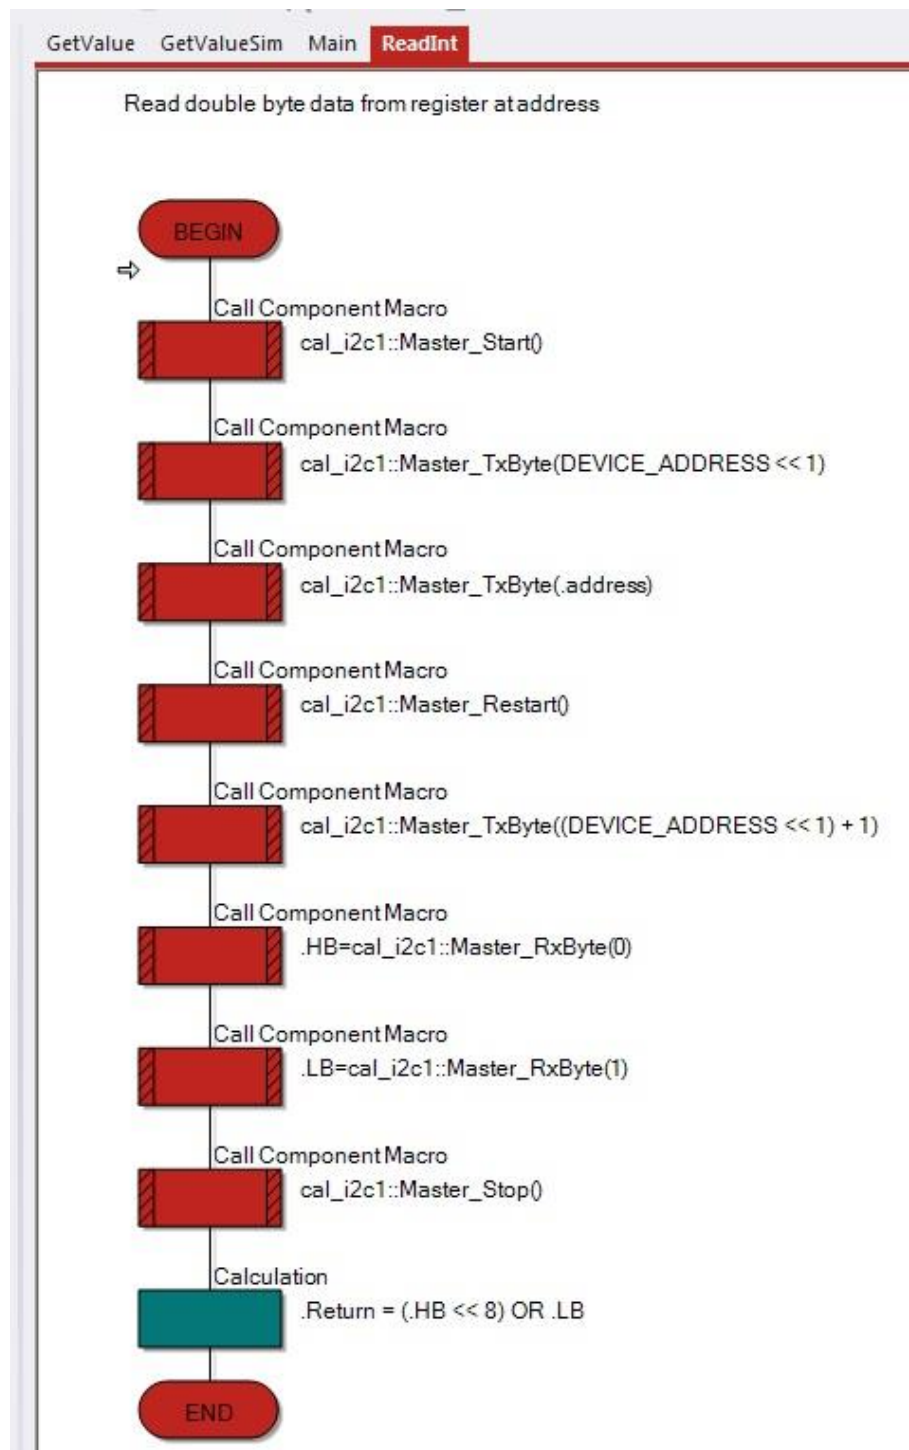 GetValue GetValueSim Main ReadInt
Read double byte data from register at address
BEGIN
Call Component Macro
cal_i2c1::Master_Start()
Call Component Macro
cal_i2c1::Master_TxByte(DEVICE_ADDRESS << 1)
Call Component Macro
cal_i2c1::Master_TxByte(.address)
Call Component Macro
cal_i2c1::Master_Restart()
Call Component Macro
cal_i2c1::Master_TxByte((DEVICE_ADDRESS << 1) + 1)
Call Component Macro
.HB=cal_i2c1::Master_RxByte(0)
Call Component Macro
.LB=cal_i2c1::Master_RxByte(1)
Call Component Macro
cal_i2c1::Master_Stop()
Calculation
.Return = (.HB << 8) OR .LB
END